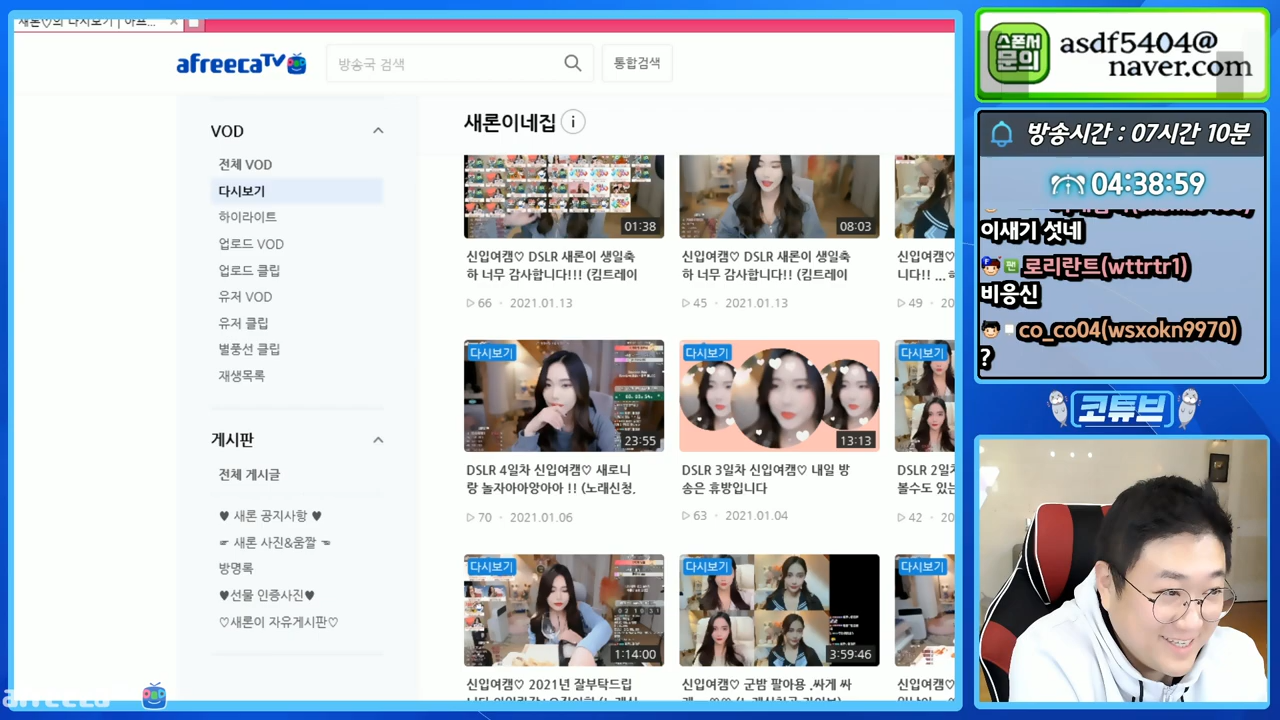 새론♡의 다시보기 | 아프...
afreecaTV
방송국 검색
통합검색
VOD
전체 VOD
다시보기
하이라이트
업로드 VOD
업로드 클립
유저 VOD
유저 클립
별풍선 클립
재생목록
게시판
전체 게시글
♥ 새론 공지사항 ♥
☞ 새론 사진&움짤 ☜
방명록
♥선물 인증사진♥
♡새론이 자유게시판♡
새론이네집
01:38
신입여캠♡ DSLR 새론이 생일축
하 너무 감사합니다!!! (킴트레이
66 · 2021.01.13
08:03
신입여캠♡ DSLR 새론이 생일축
하 너무 감사합니다!! (킴트레이
45 · 2021.01.13
신입여캠♡
니다!! ...
49 · 20
다시보기
23:55
DSLR 4일차 신입여캠♡ 새로니
랑 놀자아아앙아아 !! (노래신청.
70 · 2021.01.06
다시보기
13:13
DSLR 3일차 신입여캠♡ 내일 방
송은 휴방입니다
63 · 2021.01.04
다시보기
DSLR 2일차
볼수도 있는
42 · 20
다시보기
1:14:00
신입여캠♡ 2021년 잘부탁드립
다시보기
3:59:46
신입여캠♡ 군밤 팔아용 .싸게 싸
다시보기
신입여캠♡
스폰서
문의
asdf5404@
naver.com
방송시간 : 07시간 10분
04:38:59
이새기 섯네
팬 로리란트(wttrtr1)
비응신
co_co04(wsxokn9970)
?
코튜브
afreeca